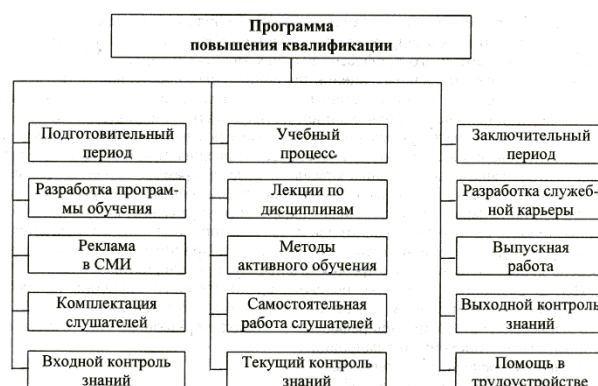 Программа
повышения квалификации
Подготовительный
период
Разработка програм-
мы обучения
Реклама
в СМИ
Комплектация
слушателей
Входной контроль
знаний
Учебный
процесс
Лекции по
дисциплинам
Методы
активного обучения
Самостоятельная
работа слушателей
Текущий контроль
знаний
Заключительный
период
Разработка служеб-
ной карьеры
Выпускная
работа
Выходной контроль
знаний
Помощь в
трудоустройстве